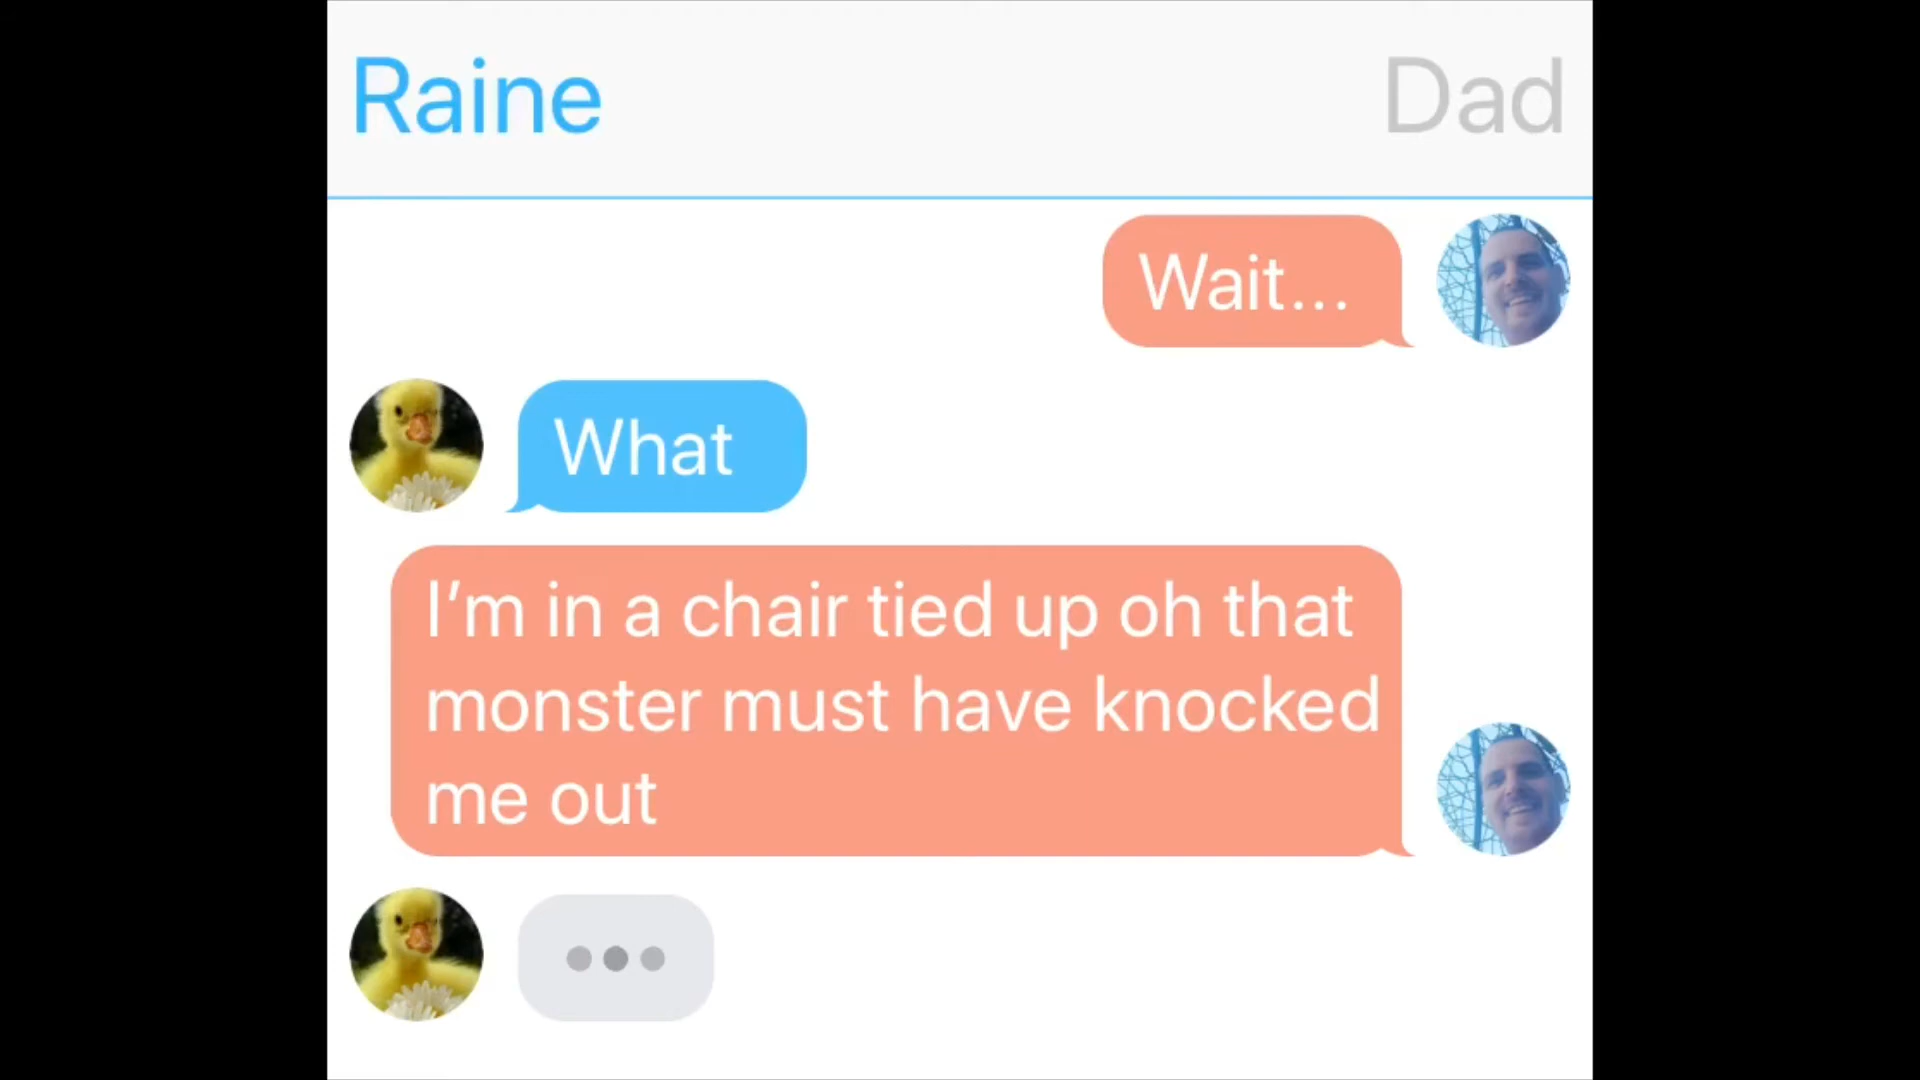 Raine
Dad
Wait...
What
I'm in a chair tied up oh that
monster must have knocked
me out